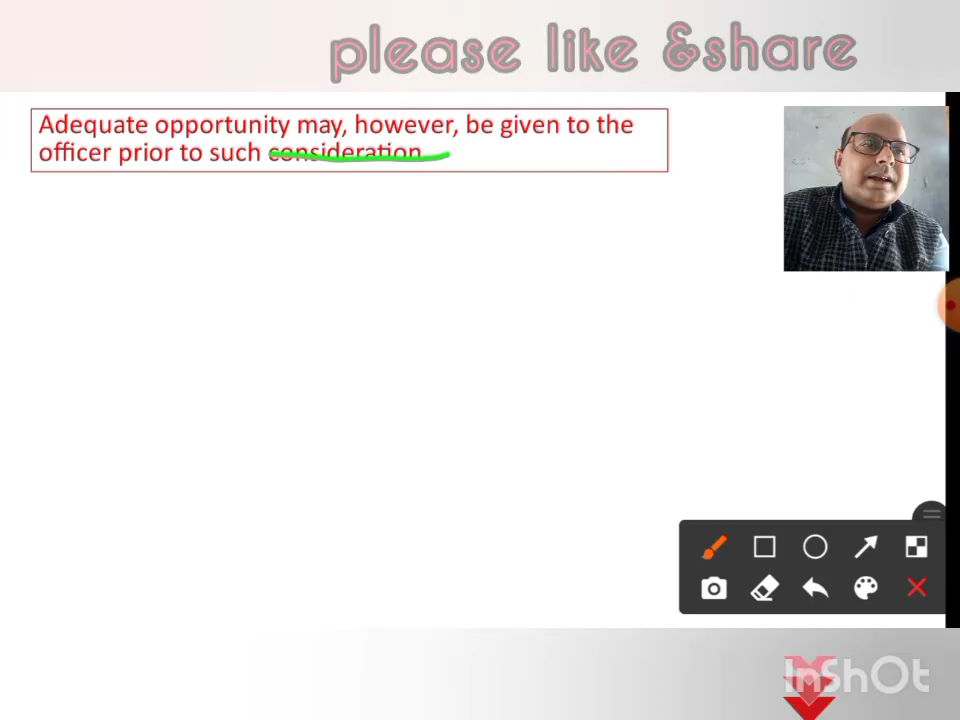 please like &share
Adequate opportunity may, however, be given to the
officer prior to such consideration
InShOt